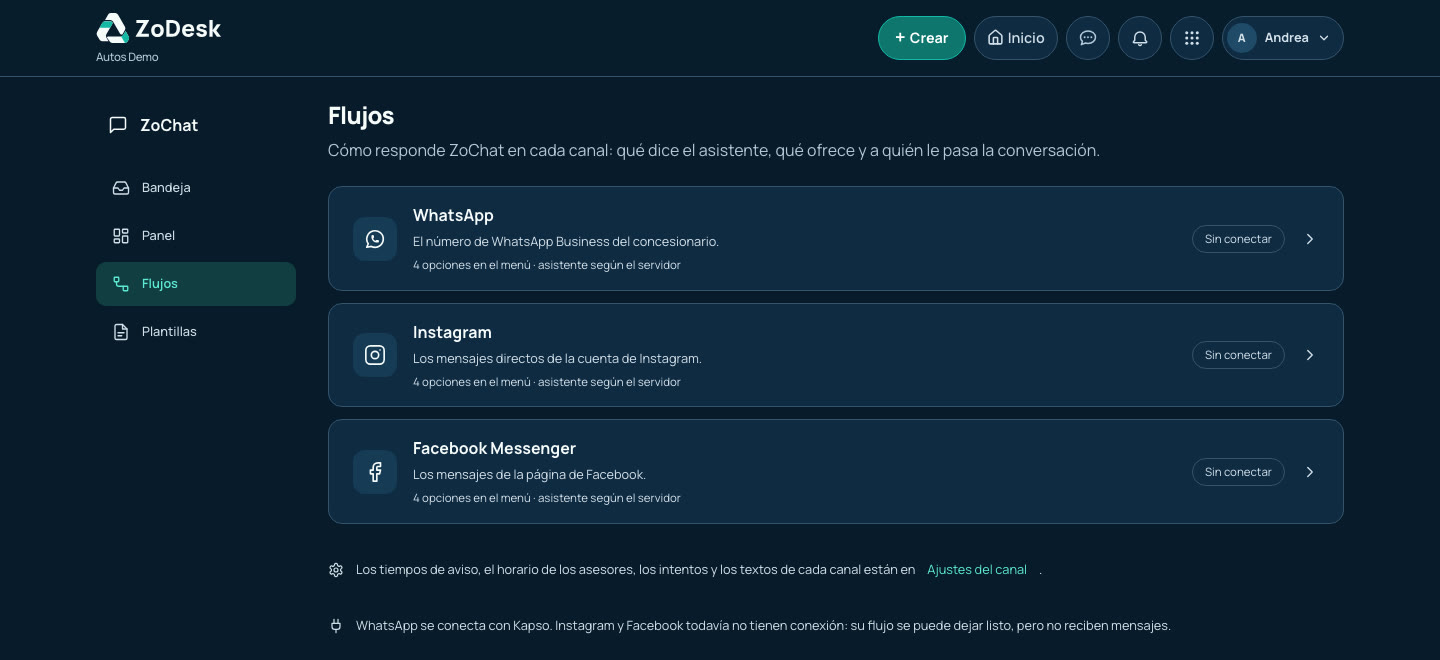 ZoDesk
Autos Demo
+ Crear
Inicio
A
Andrea
ZoChat
Bandeja
Panel
Flujos
Plantillas
Flujos
Cómo responde ZoChat en cada canal: qué dice el asistente, qué ofrece y a quién le pasa la conversación.
WhatsApp
El número de WhatsApp Business del concesionario.
4 opciones en el menú · asistente según el servidor
Sin conectar
Instagram
Los mensajes directos de la cuenta de Instagram.
4 opciones en el menú · asistente según el servidor
Sin conectar
Facebook Messenger
Los mensajes de la página de Facebook.
4 opciones en el menú · asistente según el servidor
Sin conectar
Los tiempos de aviso, el horario de los asesores, los intentos y los textos de cada canal están en Ajustes del canal .
WhatsApp se conecta con Kapso. Instagram y Facebook todavía no tienen conexión: su flujo se puede dejar listo, pero no reciben mensajes.